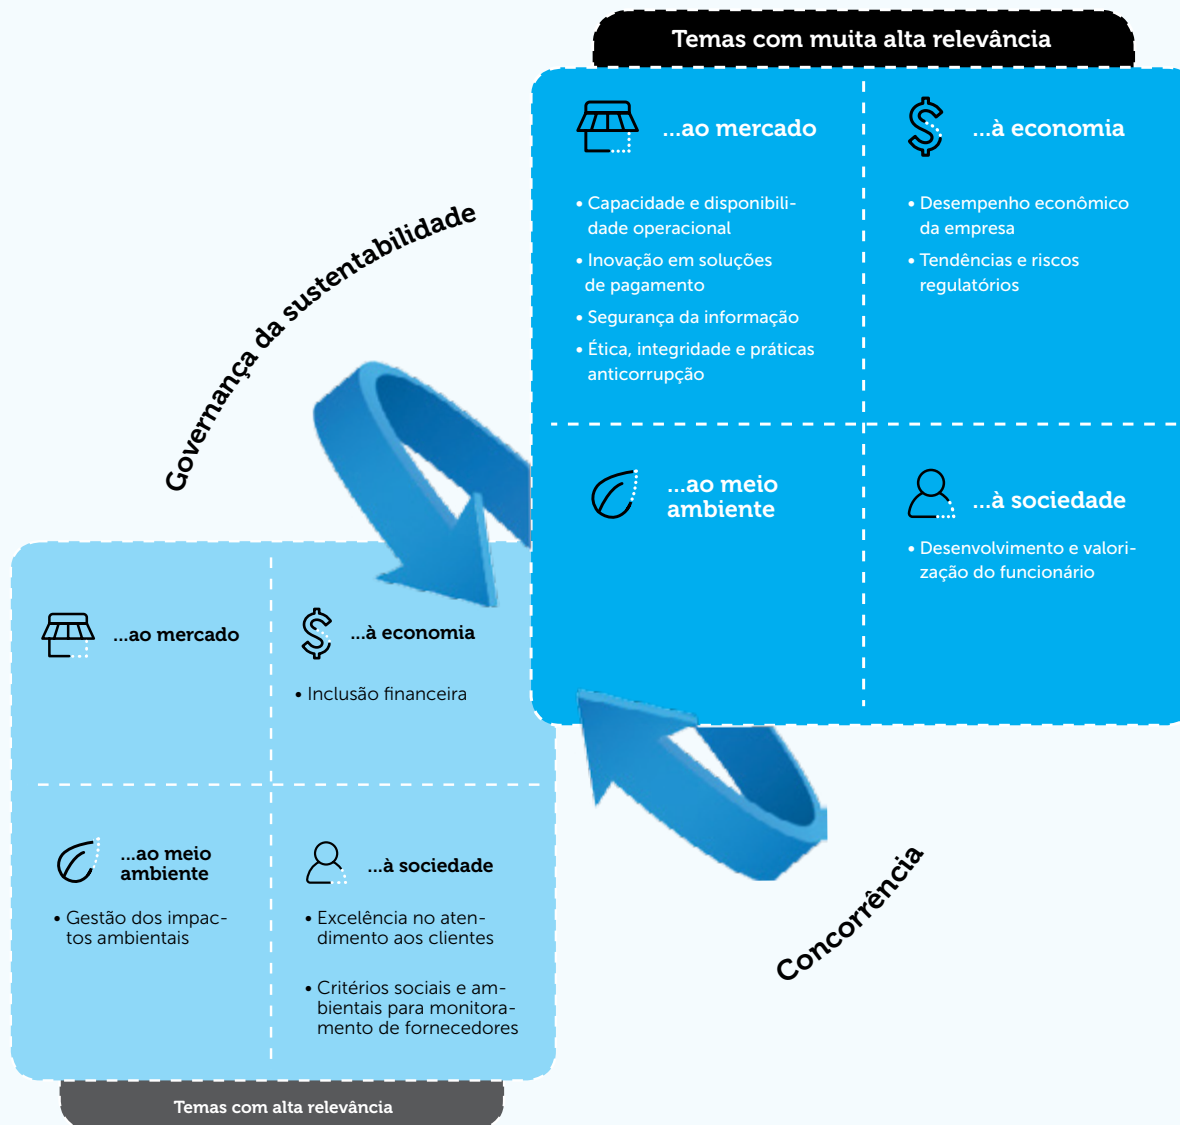 Temas com muita alta relevância
...ao mercado
• Capacidade e disponibili-
dade operacional
• Inovação em soluções
de pagamento
• Segurança da informação
• Ética, integridade e práticas
anticorrupção
...à economia
• Desempenho econômico
da empresa
• Tendências e riscos
regulatórios
...ao meio
ambiente
...à sociedade
• Desenvolvimento e valori-
zação do funcionário
Governança da sustentabilidade
...ao mercado
...à economia
• Inclusão financeira
...ao meio
ambiente
• Gestão dos impac-
tos ambientais
...à sociedade
• Excelência no aten-
dimento aos clientes
• Critérios sociais e am-
bientais para monitora-
mento de fornecedores
Concorrência
Temas com alta relevância